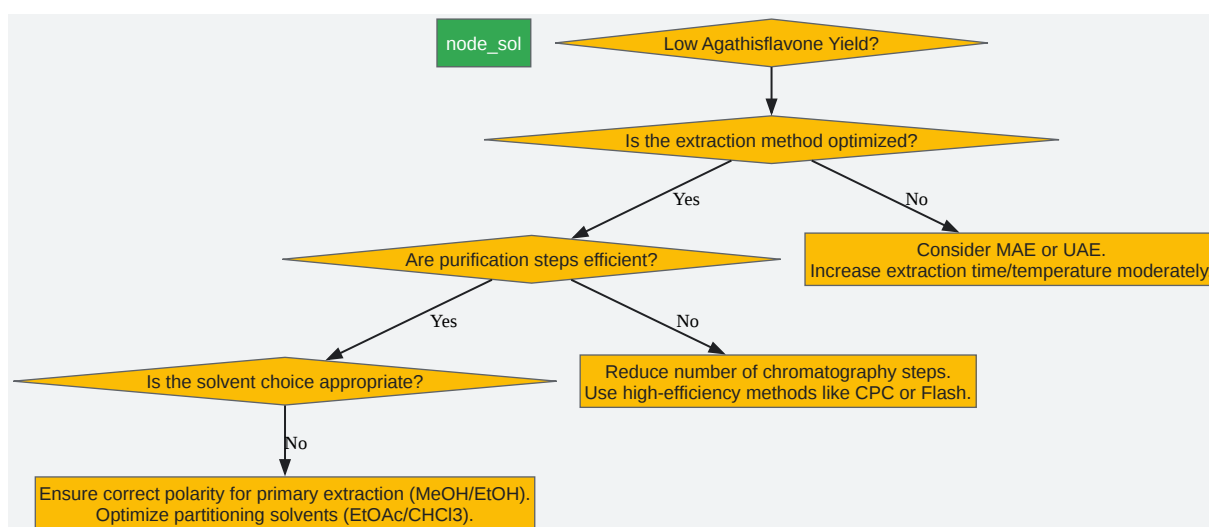 node_sol
Low Agathisflavone Yield?
Is the extraction method optimized?
Yes
No
Are purification steps efficient?
Consider MAE or UAE.
Increase extraction time/temperature moderately
Yes
No
Is the solvent choice appropriate?
Reduce number of chromatography steps.
Use high-efficiency methods like CPC or Flash.
No
Ensure correct polarity for primary extraction (MeOH/EtOH).
Optimize partitioning solvents (EtOAc/CHCl3).